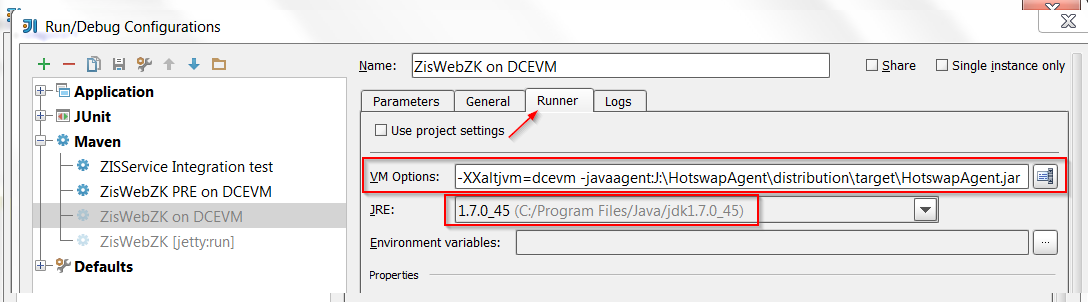 Run/Debug Configurations
Name: ZisWebZK on DCEVM
Share
Single instance only
Application
JUnit
Maven
ZISService Integration test
ZisWebZK PRE on DCEVM
ZisWebZK on DCEVM
ZisWebZK [jetty:run]
Defaults
Parameters General Runner Logs
Use project settings
VM Options: -XXaltjvm=dcevm -javaagent:J:\HotswapAgent\distribution\target\HotswapAgent.jar
JRE: 1.7.0_45 (C:/Program Files/Java/jdk1.7.0_45)
Environment variables: ...
Properties